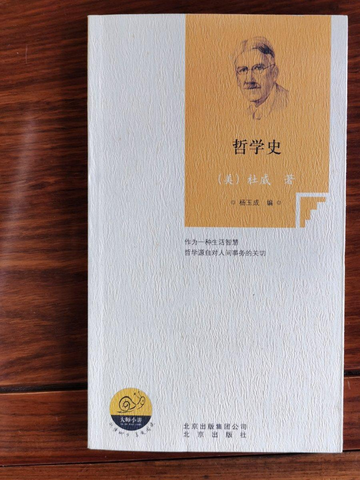 哲学史
（美）杜威 著
杨玉成 编
作为一种生活智慧
哲学源自对人间事务的关切
大师小讲
北京出版集团公司
北京出版社